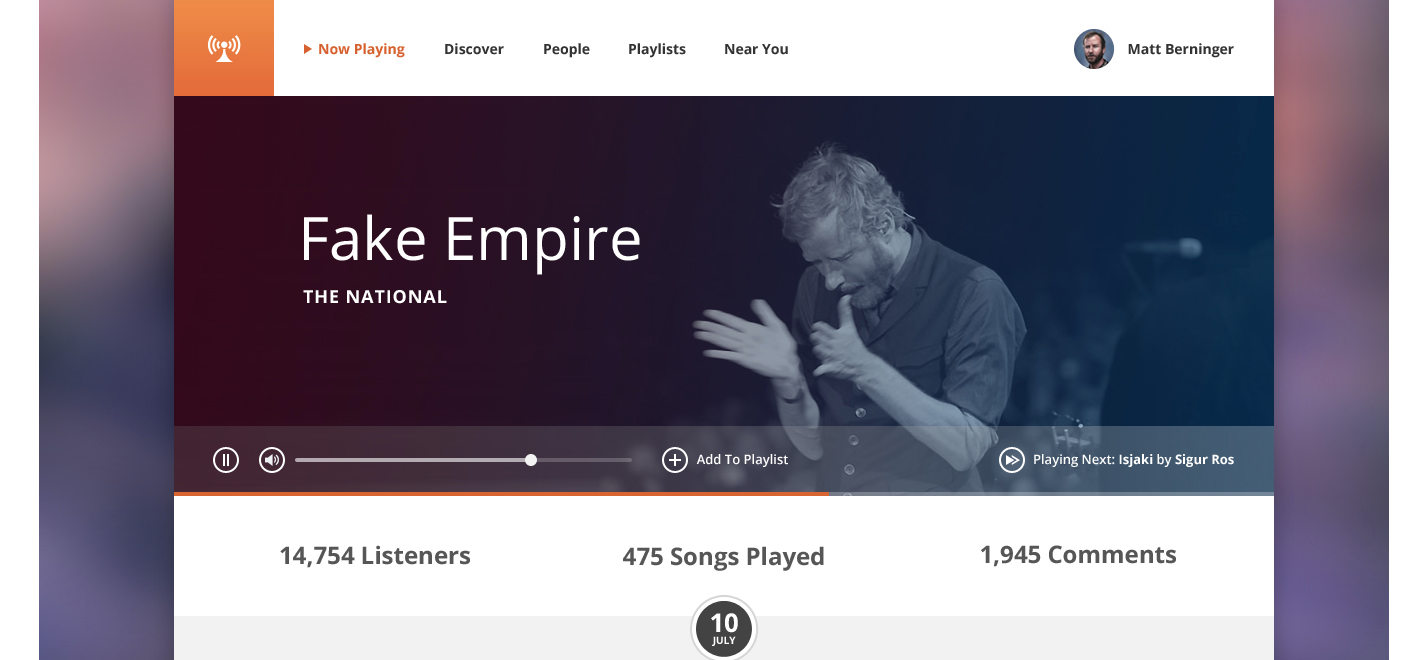 Now Playing
Discover
People
Playlists
Near You
Matt Berninger
Fake Empire
THE NATIONAL
Add To Playlist
Playing Next: Isjaki by Sigur Ros
14,754 Listeners
475 Songs Played
1,945 Comments
10
JULY